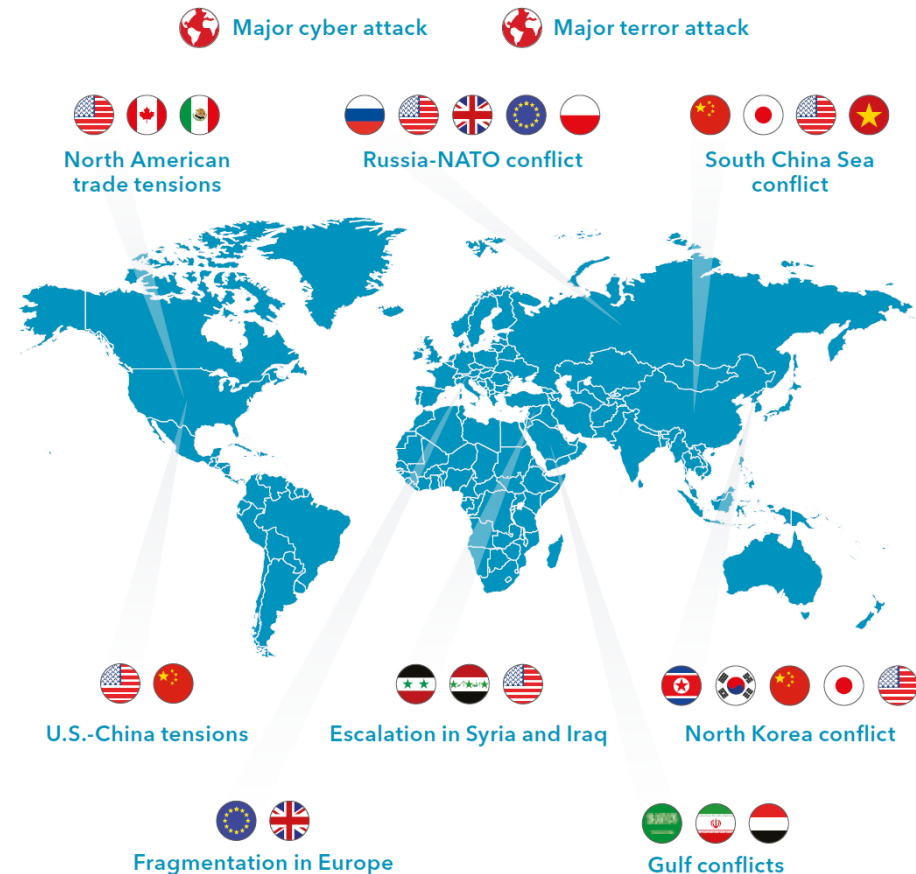 Major cyber attack
Major terror attack
North American
trade tensions
Russia-NATO conflict
South China Sea
conflict
U.S.-China tensions
Escalation in Syria and Iraq
North Korea conflict
Fragmentation in Europe
Gulf conflicts